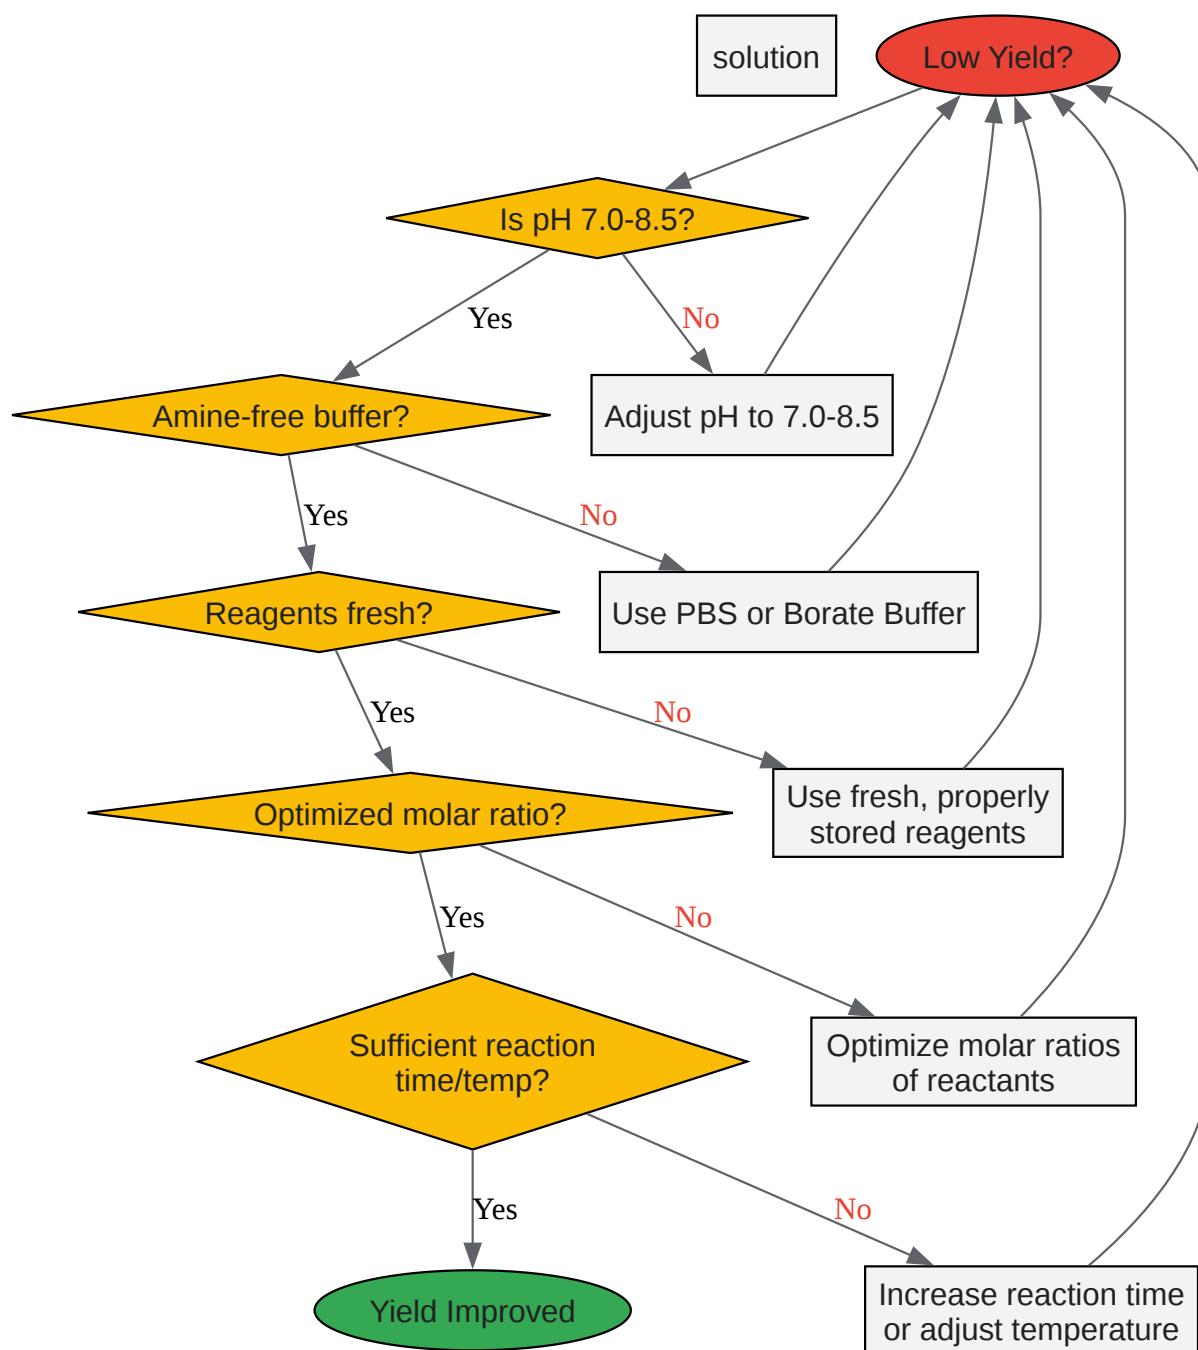 solution
Low Yield?
Is pH 7.0-8.5?
Yes
No
Amine-free buffer?
Adjust pH to 7.0-8.5
Yes
No
Reagents fresh?
Use PBS or Borate Buffer
Yes
No
Optimized molar ratio?
Use fresh, properly
stored reagents
Yes
No
Sufficient reaction
time/temp?
Optimize molar ratios
of reactants
Yes
No
Yield Improved
Increase reaction time
or adjust temperature